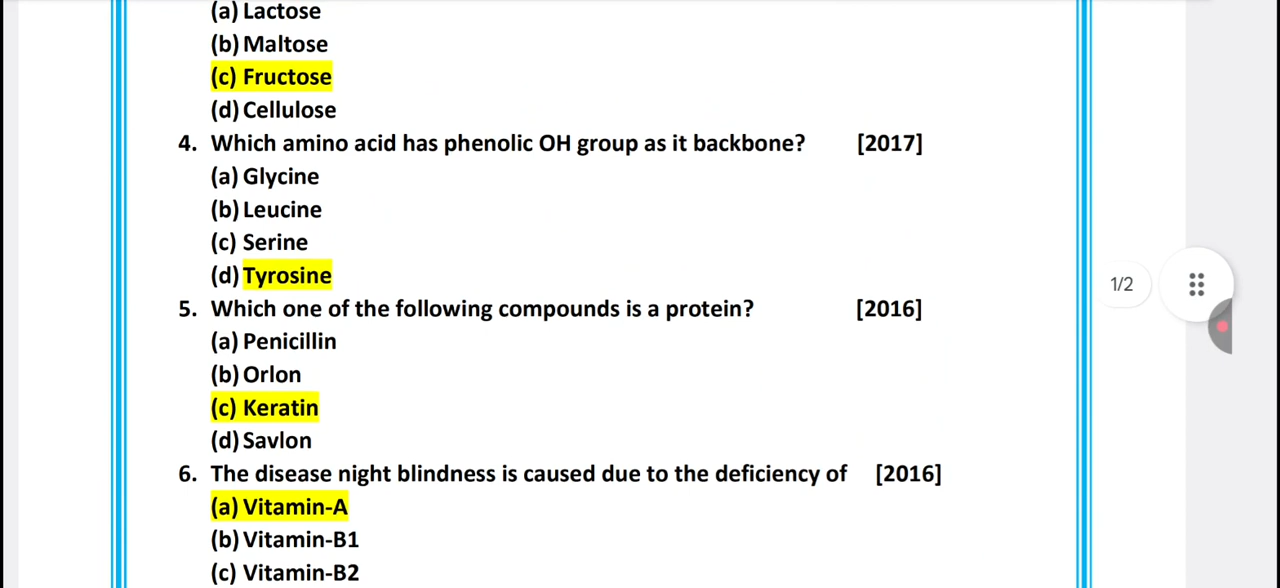 (a) Lactose
(b) Maltose
(c) Fructose
(d) Cellulose
4. Which amino acid has phenolic OH group as it backbone? [2017]
(a) Glycine
(b) Leucine
(c) Serine
(d) Tyrosine
5. Which one of the following compounds is a protein? [2016]
(a) Penicillin
(b) Orlon
(c) Keratin
(d) Savlon
6. The disease night blindness is caused due to the deficiency of [2016]
(a) Vitamin-A
(b) Vitamin-B1
(c) Vitamin-B2
1/2